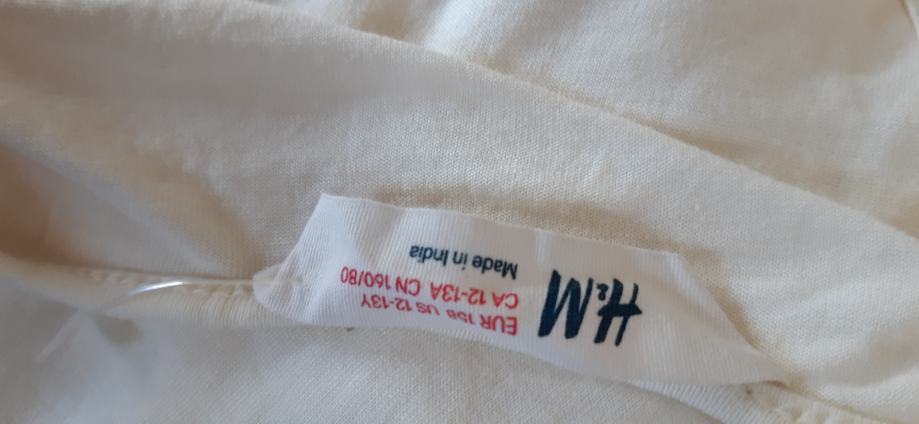 H&M
EUR 158 US 12-13Y
CA 12-13A CN 160/80
Made in India